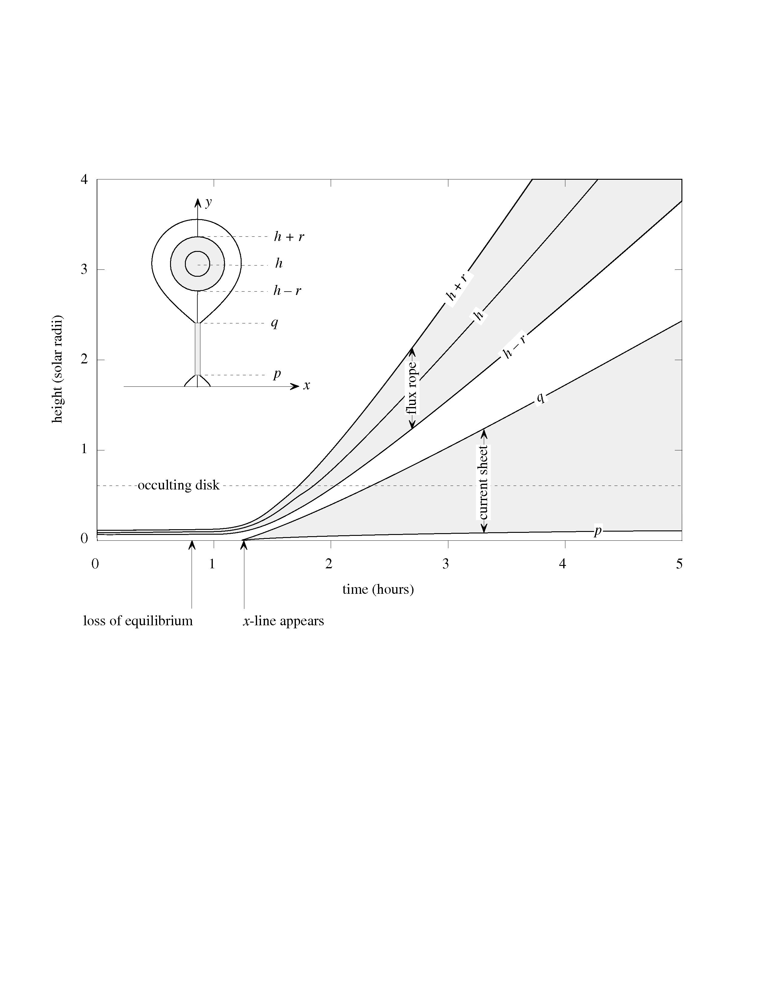 4
3
2
1
0
height (solar radii)
y
h + r
h
h – r
q
p
x
h + r
h
h – r
flux rope
q
current sheet
p
occulting disk
0
1
2
3
4
5
time (hours)
loss of equilibrium
x-line appears